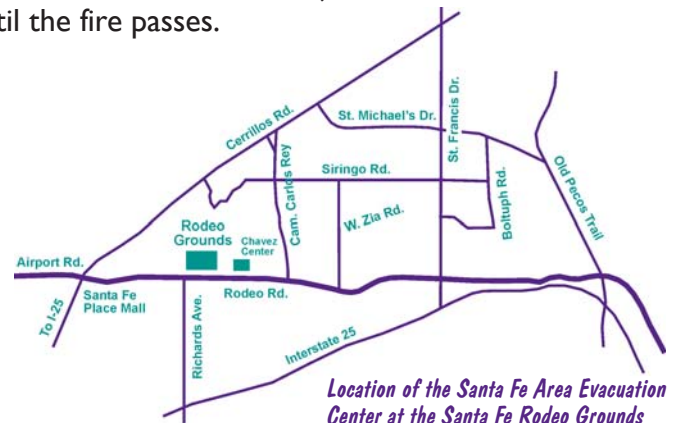 til the fire passes.
Cerrillos Rd.
St. Michael's Dr.
St. Francis Dr.
Siringo Rd.
Cam. Carlos Rey
W. Zia Rd.
Boltuph Rd.
Old Pecos Trail
Rodeo
Grounds
Chavez
Center
Airport Rd.
Santa Fe
Place Mall
Rodeo Rd.
To I-25
Richards Ave.
Interstate 25
Location of the Santa Fe Area Evacuation
Center at the Santa Fe Rodeo Grounds